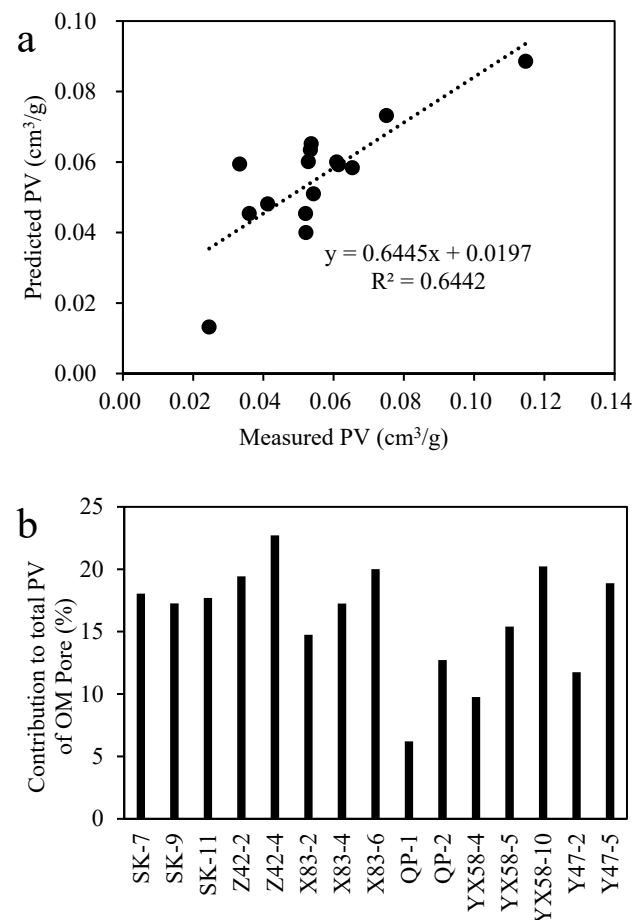 a
0.10
0.08
0.06
0.04
0.02
0.00
Predicted PV (cm³/g)
y = 0.6445x + 0.0197
R² = 0.6442
0.00 0.02 0.04 0.06 0.08 0.10 0.12 0.14
Measured PV (cm³/g)
b
25
20
15
10
5
0
Contribution to total PV
of OM Pore (%)
SK-7
SK-9
SK-11
Z42-2
Z42-4
X83-2
X83-4
X83-6
QP-1
QP-2
YX58-4
YX58-5
YX58-10
Y47-2
Y47-5